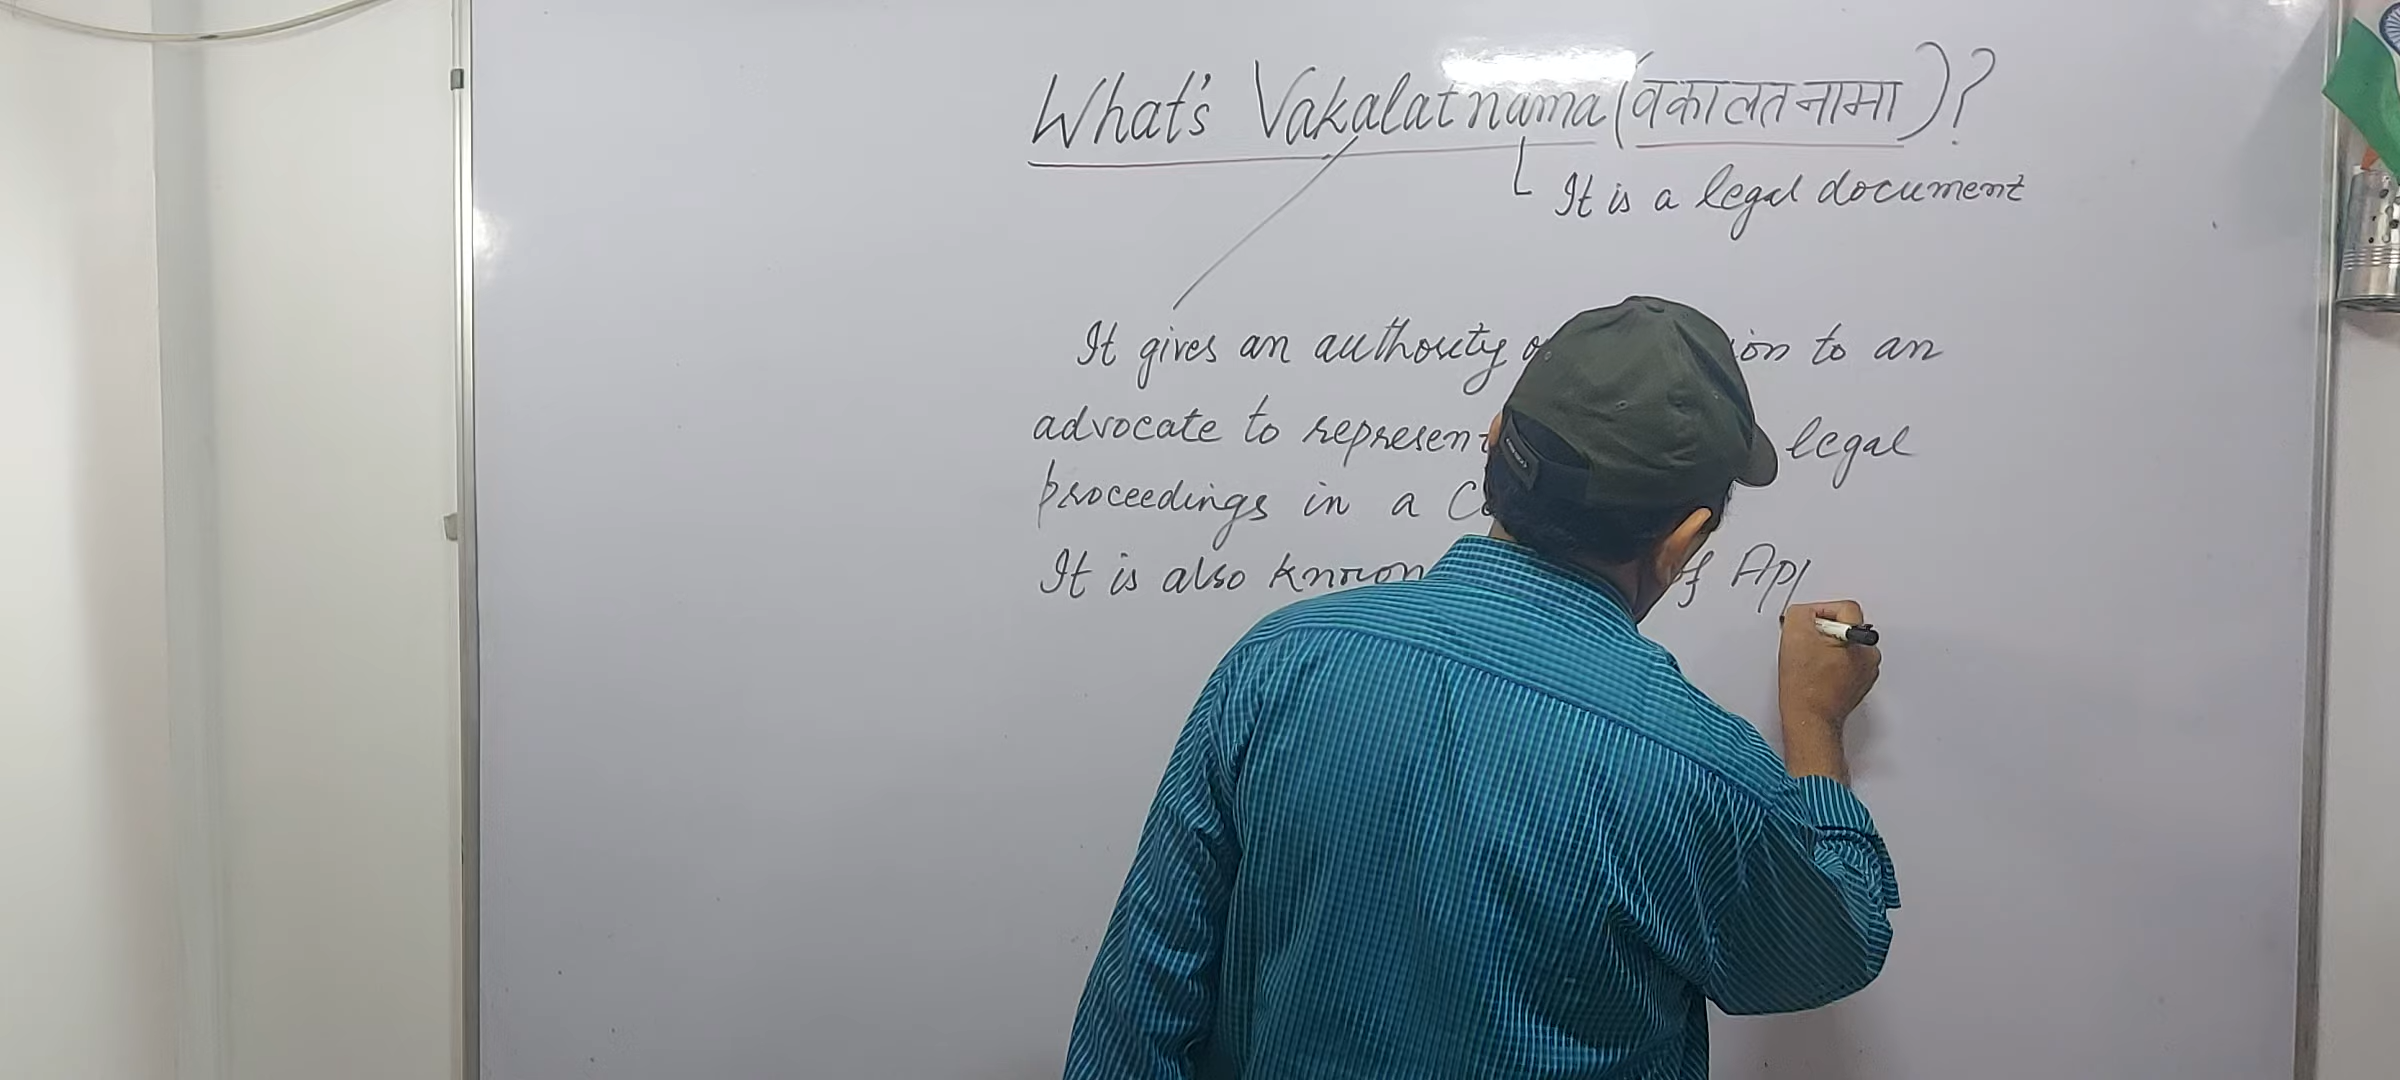 What's Vakalatnama (वकालतनामा)?
It is a legal document
It gives an authority to an
advocate to represent legal
proceedings in a
It is also known of